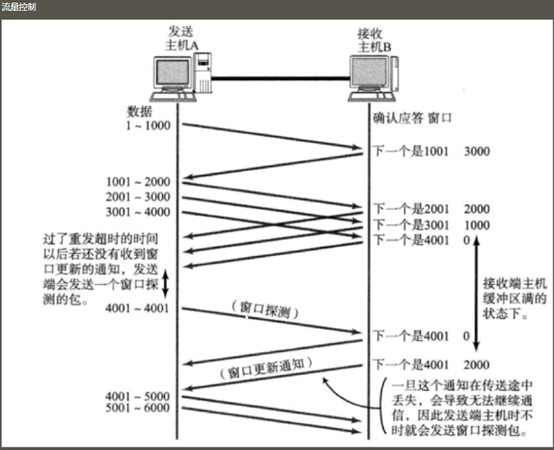 流量控制
发送
主机A
接收
主机B
数据
确认应答 窗口
1～1000
下一个是1001 3000
1001～2000
2001～3000
3001～4000
下一个是2001 2000
下一个是3001 1000
下一个是4001 0
过了重发超时的时间
以后若还没有收到窗
口更新的通知，发送
端会发送一个窗口探
测的包。
接收端主机
缓冲区满的
状态下。
4001～4001
（窗口探测）
下一个是4001 0
（窗口更新通知）
下一个是4001 2000
4001～5000
5001～6000
一旦这个通知在传送途中
丢失，会导致无法继续通
信，因此发送端主机时不
时就会发送窗口探测包。